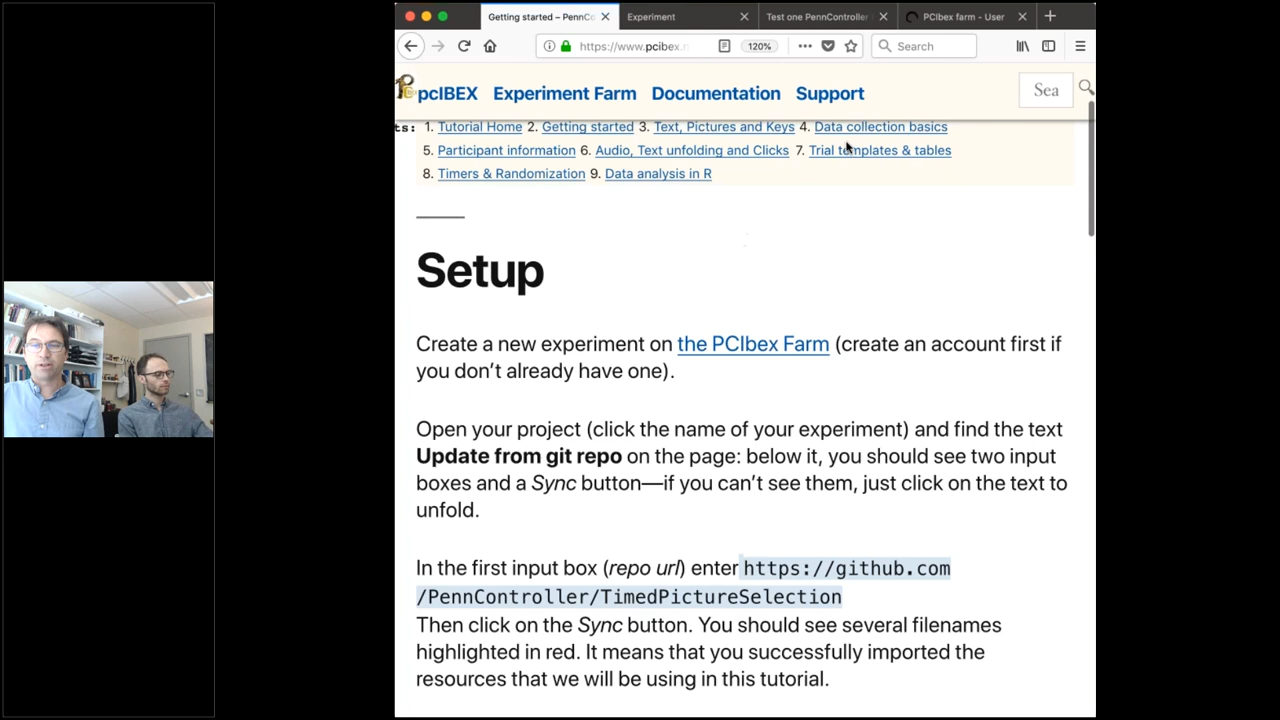 Getting started – PennCo
Experiment
Test one PennController
PCIbex farm - User
https://www.pcibex.n
120%
Search
pcIBEX Experiment Farm Documentation Support
Sea
ts: 1. Tutorial Home 2. Getting started 3. Text, Pictures and Keys 4. Data collection basics
5. Participant information 6. Audio, Text unfolding and Clicks 7. Trial templates & tables
8. Timers & Randomization 9. Data analysis in R
Setup
Create a new experiment on the PCIbex Farm (create an account first if
you don’t already have one).
Open your project (click the name of your experiment) and find the text
Update from git repo on the page: below it, you should see two input
boxes and a Sync button—if you can’t see them, just click on the text to
unfold.
In the first input box (repo url) enter https://github.com
/PennController/TimedPictureSelection
Then click on the Sync button. You should see several filenames
highlighted in red. It means that you successfully imported the
resources that we will be using in this tutorial.